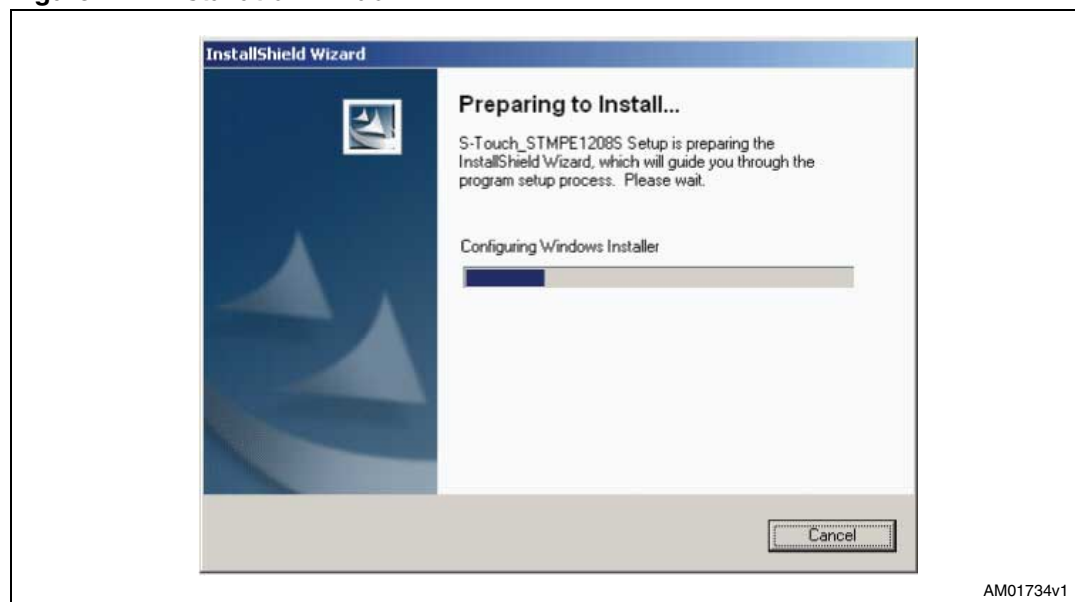 InstallShield Wizard
Preparing to Install...
S-Touch_STMPE1208S Setup is preparing the
InstallShield Wizard, which will guide you through the
program setup process. Please wait.
Configuring Windows Installer
Cancel
AM01734v1